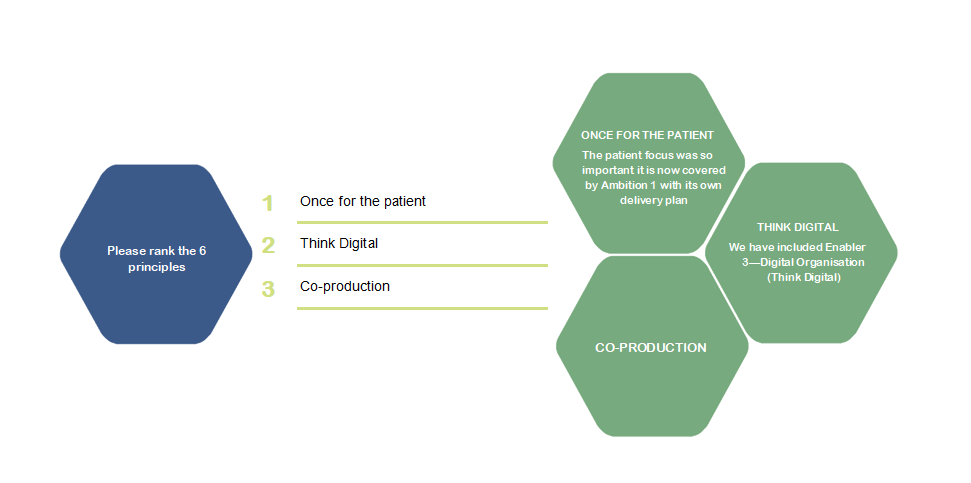 Please rank the 6
principles
1 Once for the patient
2 Think Digital
3 Co-production
ONCE FOR THE PATIENT
The patient focus was so
important it is now covered
by Ambition 1 with its own
delivery plan
THINK DIGITAL
We have included Enabler
3—Digital Organisation
(Think Digital)
CO-PRODUCTION